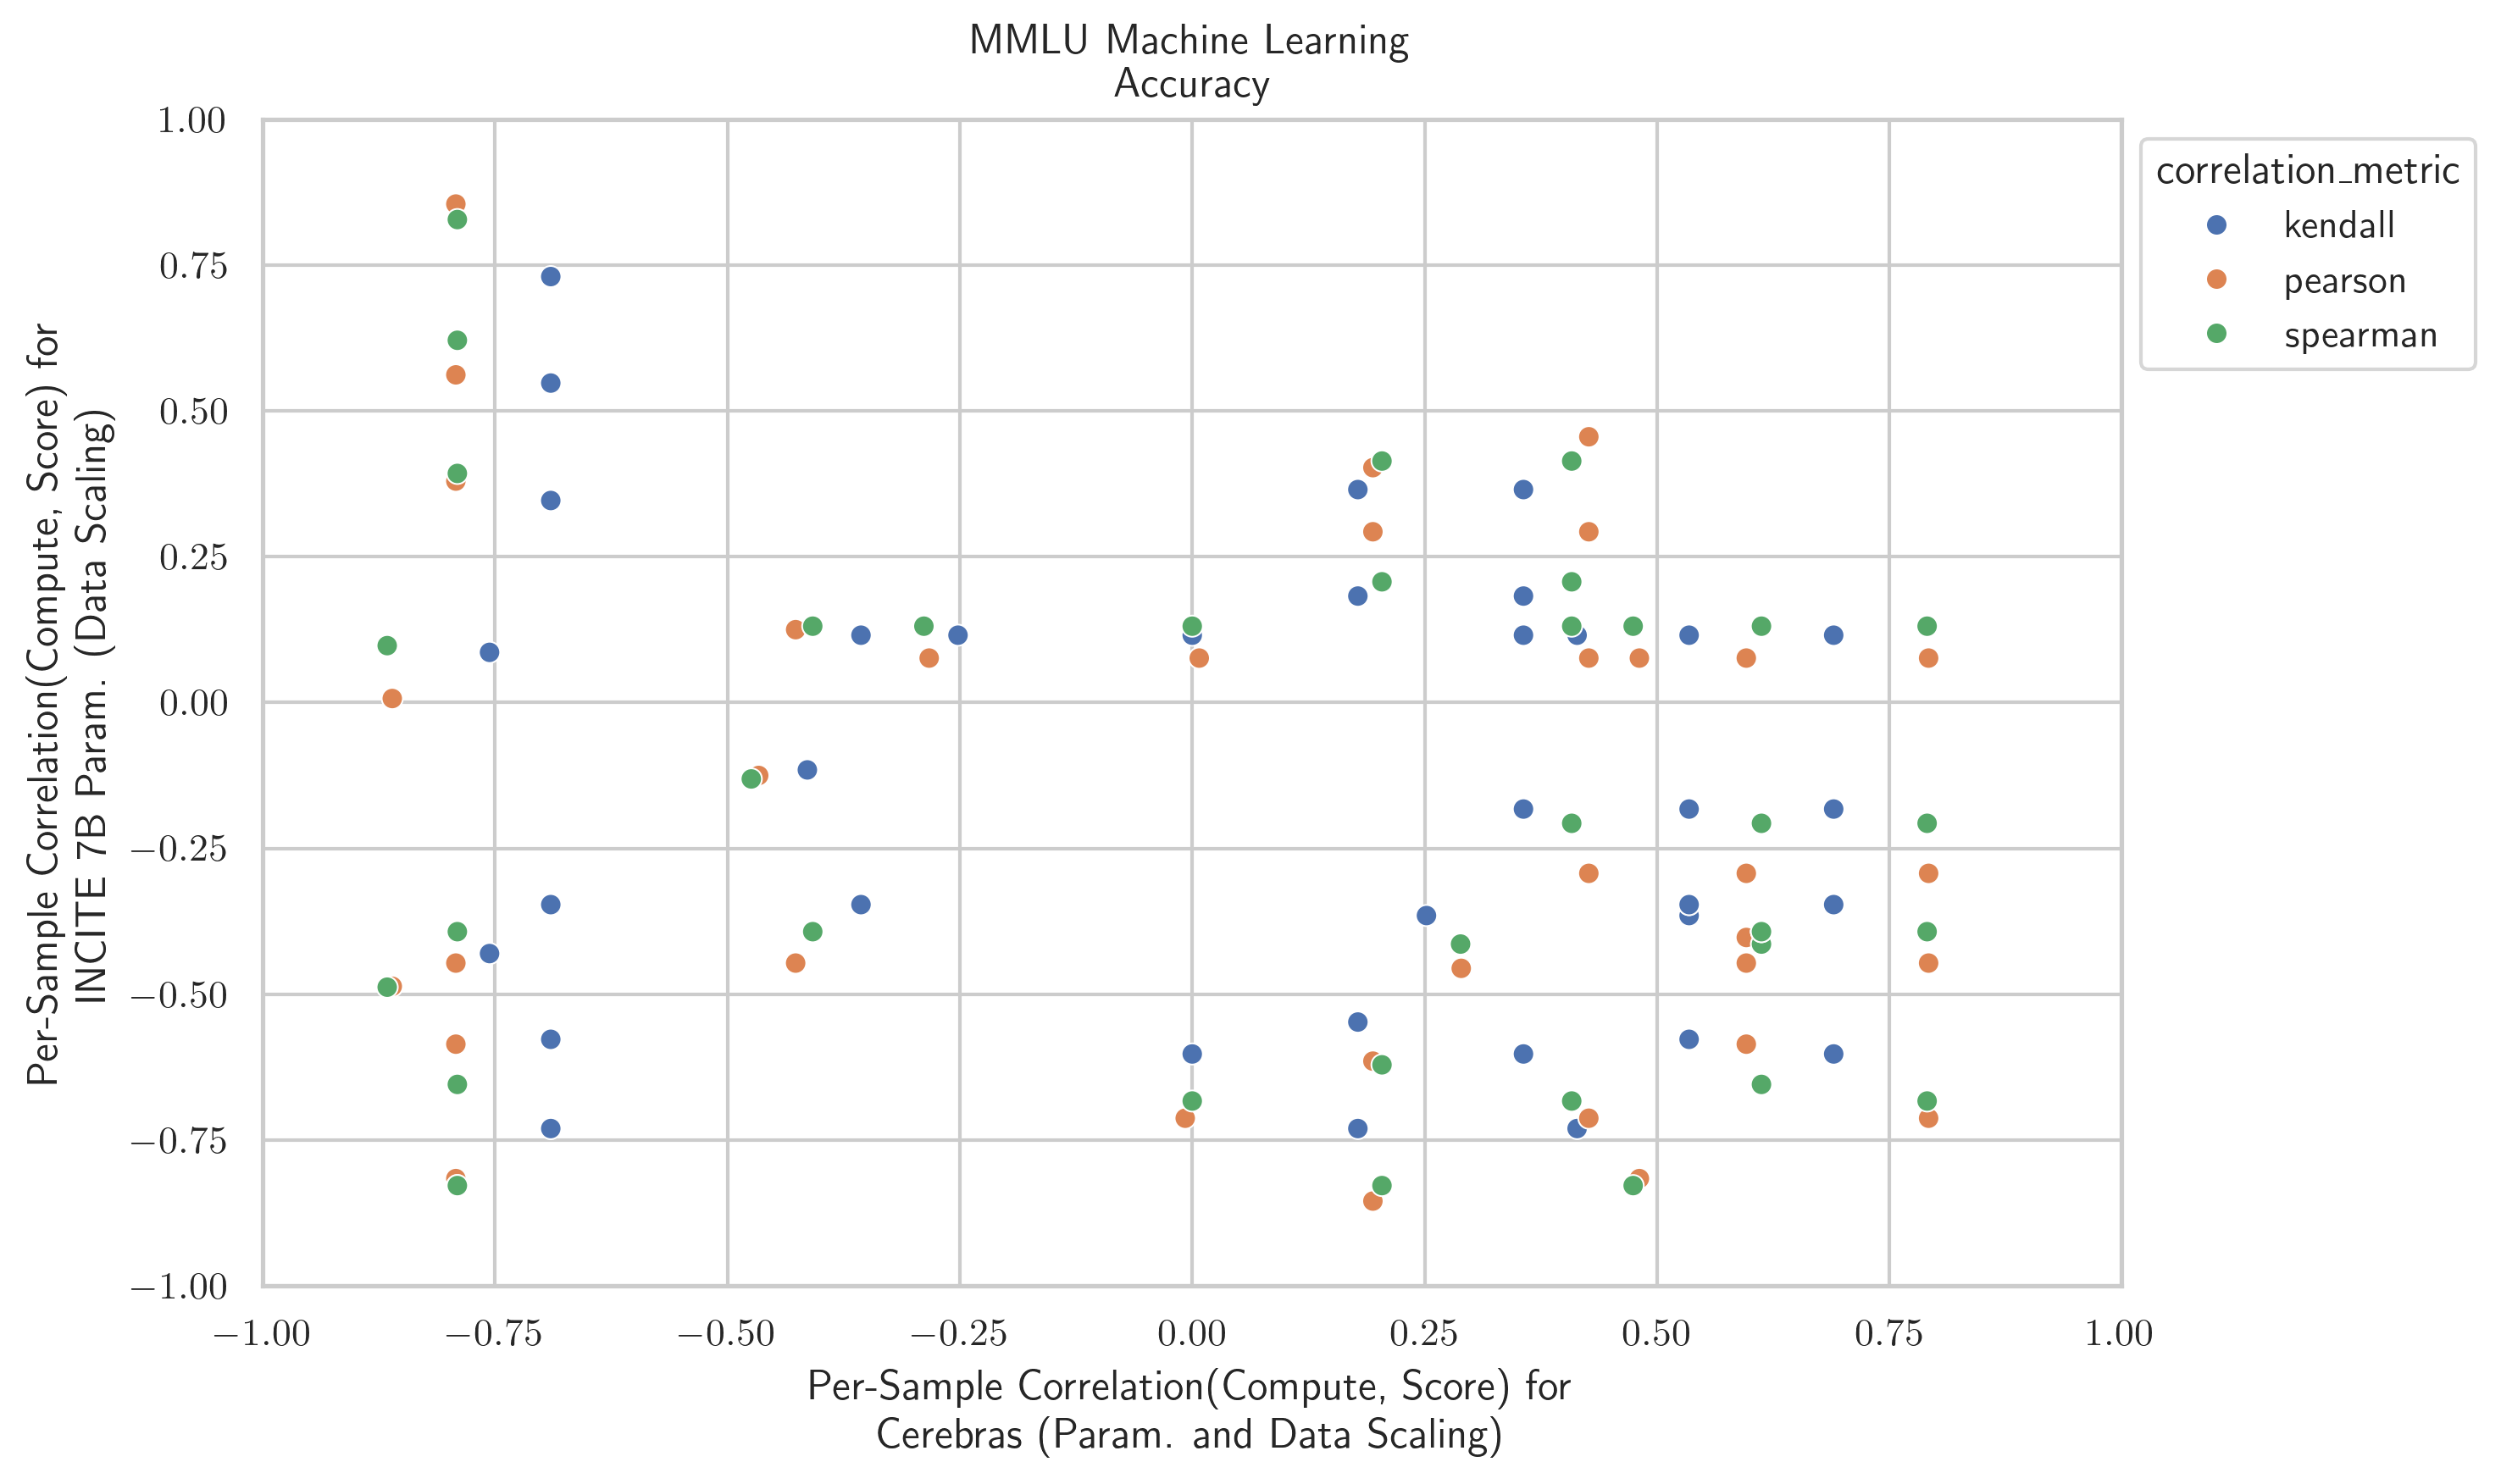 MMLU Machine Learning
Accuracy
1.00
0.75
0.50
0.25
0.00
−0.25
−0.50
−0.75
−1.00
−1.00 −0.75 −0.50 −0.25 0.00 0.25 0.50 0.75 1.00
Per-Sample Correlation(Compute, Score) for
INCITE 7B Param. (Data Scaling)
Per-Sample Correlation(Compute, Score) for
Cerebras (Param. and Data Scaling)
correlation_metric
kendall
pearson
spearman